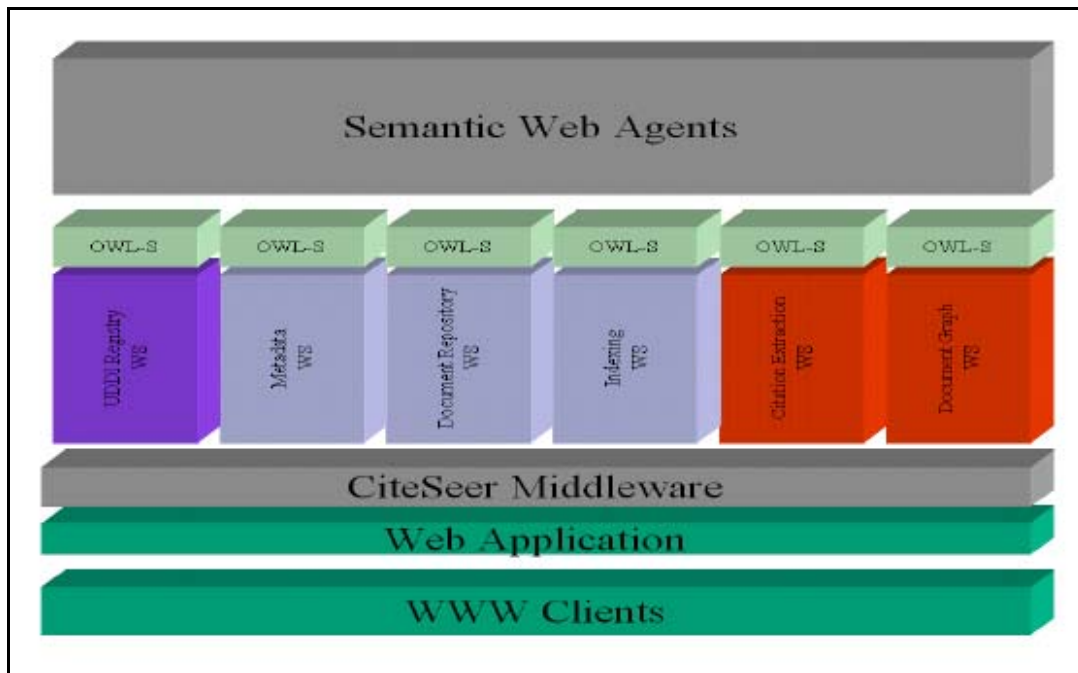 Semantic Web Agents
OWL-S
OWL-S
OWL-S
OWL-S
OWL-S
OWL-S
UDDI Registry
WS
Metadata
WS
Document Repository
WS
Indexing
WS
Citation Extraction
WS
Document Graph
WS
CiteSeer Middleware
Web Application
WWW Clients